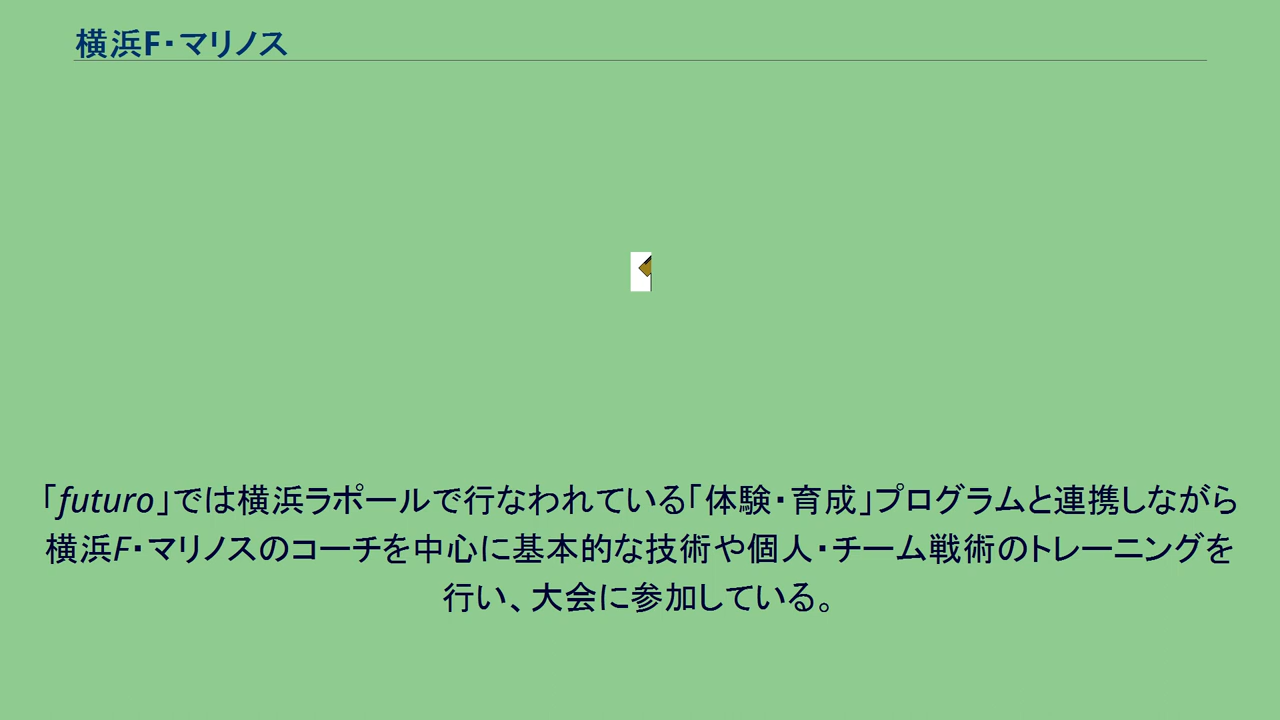 横浜F・マリノス
「futuro」では横浜ラポールで行なわれている「体験・育成」プログラムと連携しながら
横浜F・マリノスのコーチを中心に基本的な技術や個人・チーム戦術のトレーニングを
行い、大会に参加している。